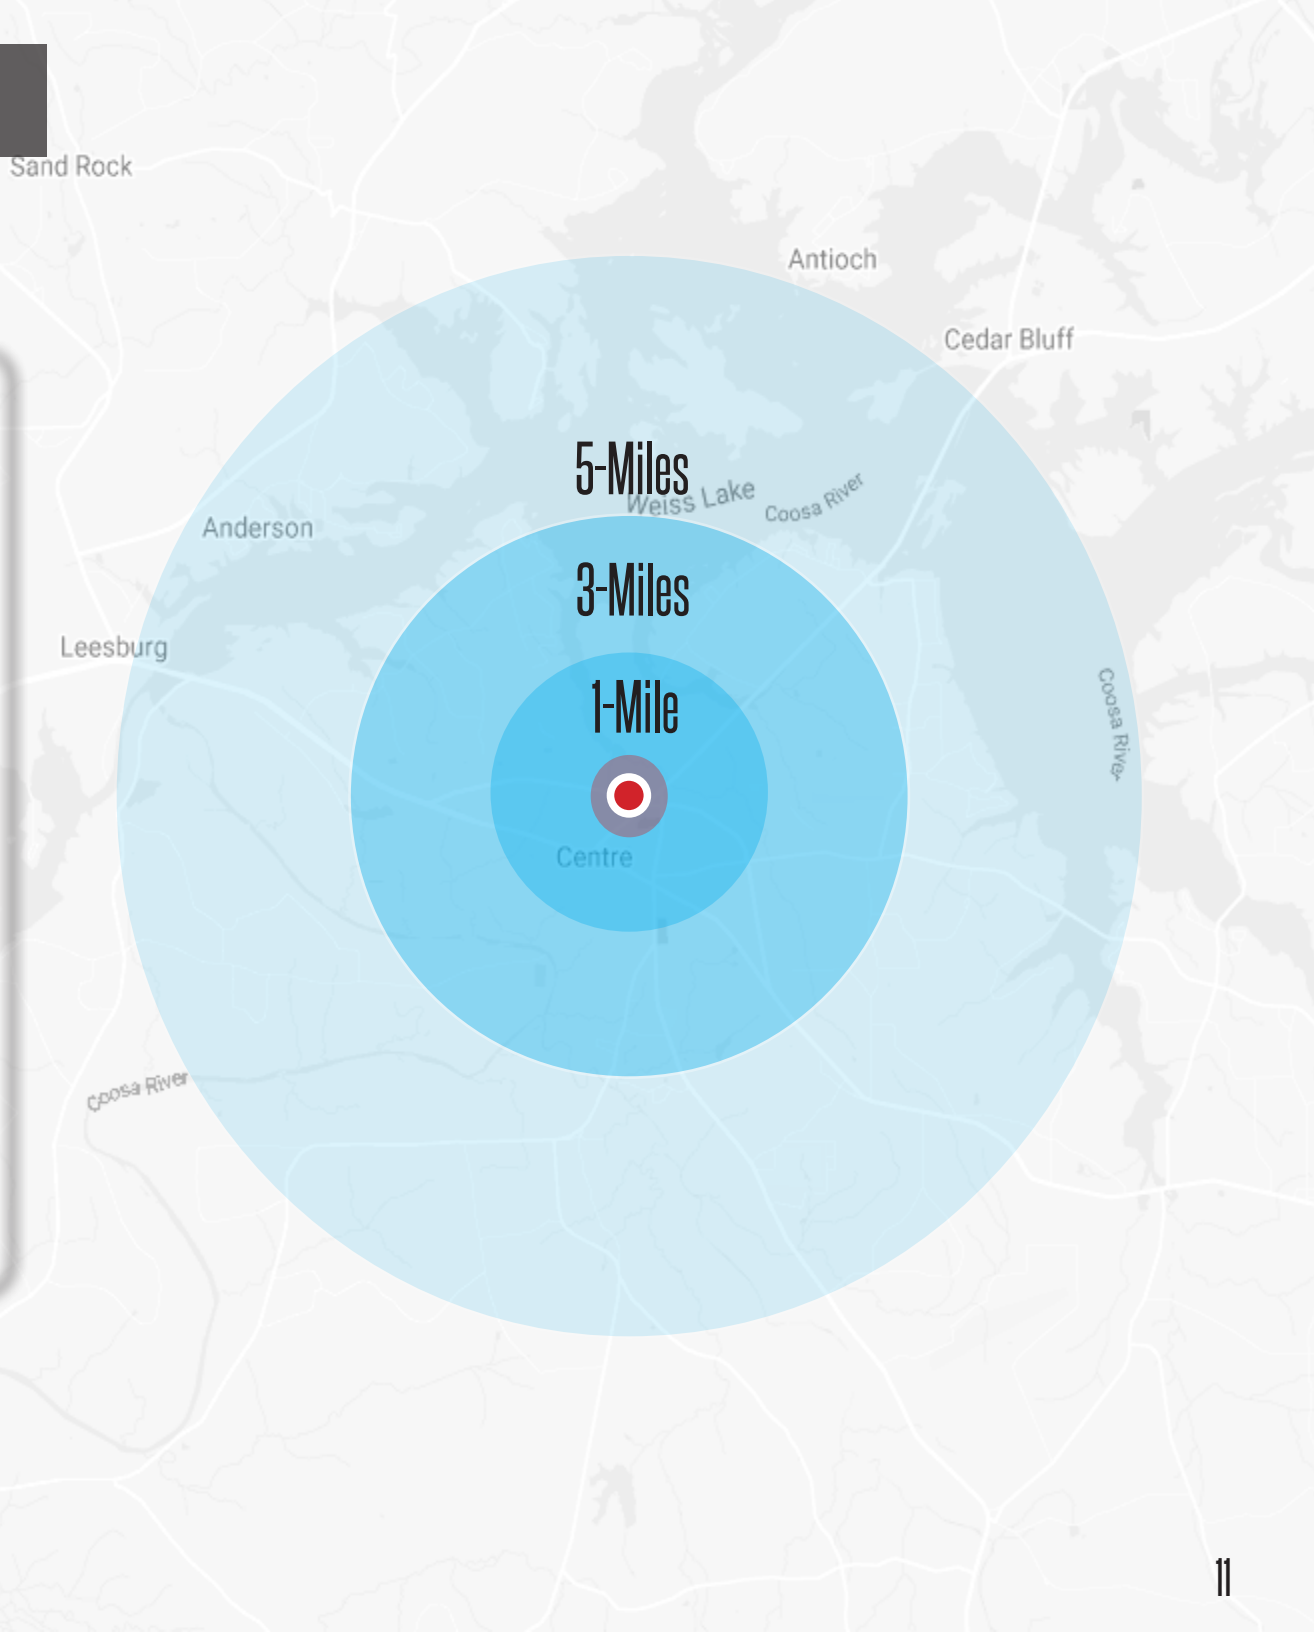 Sand Rock
Antioch
Cedar Bluff
5-Miles
Weiss Lake
Coosa River
Anderson
3-Miles
Leesburg
1-Mile
Coosa River
Centre
Coosa River
11